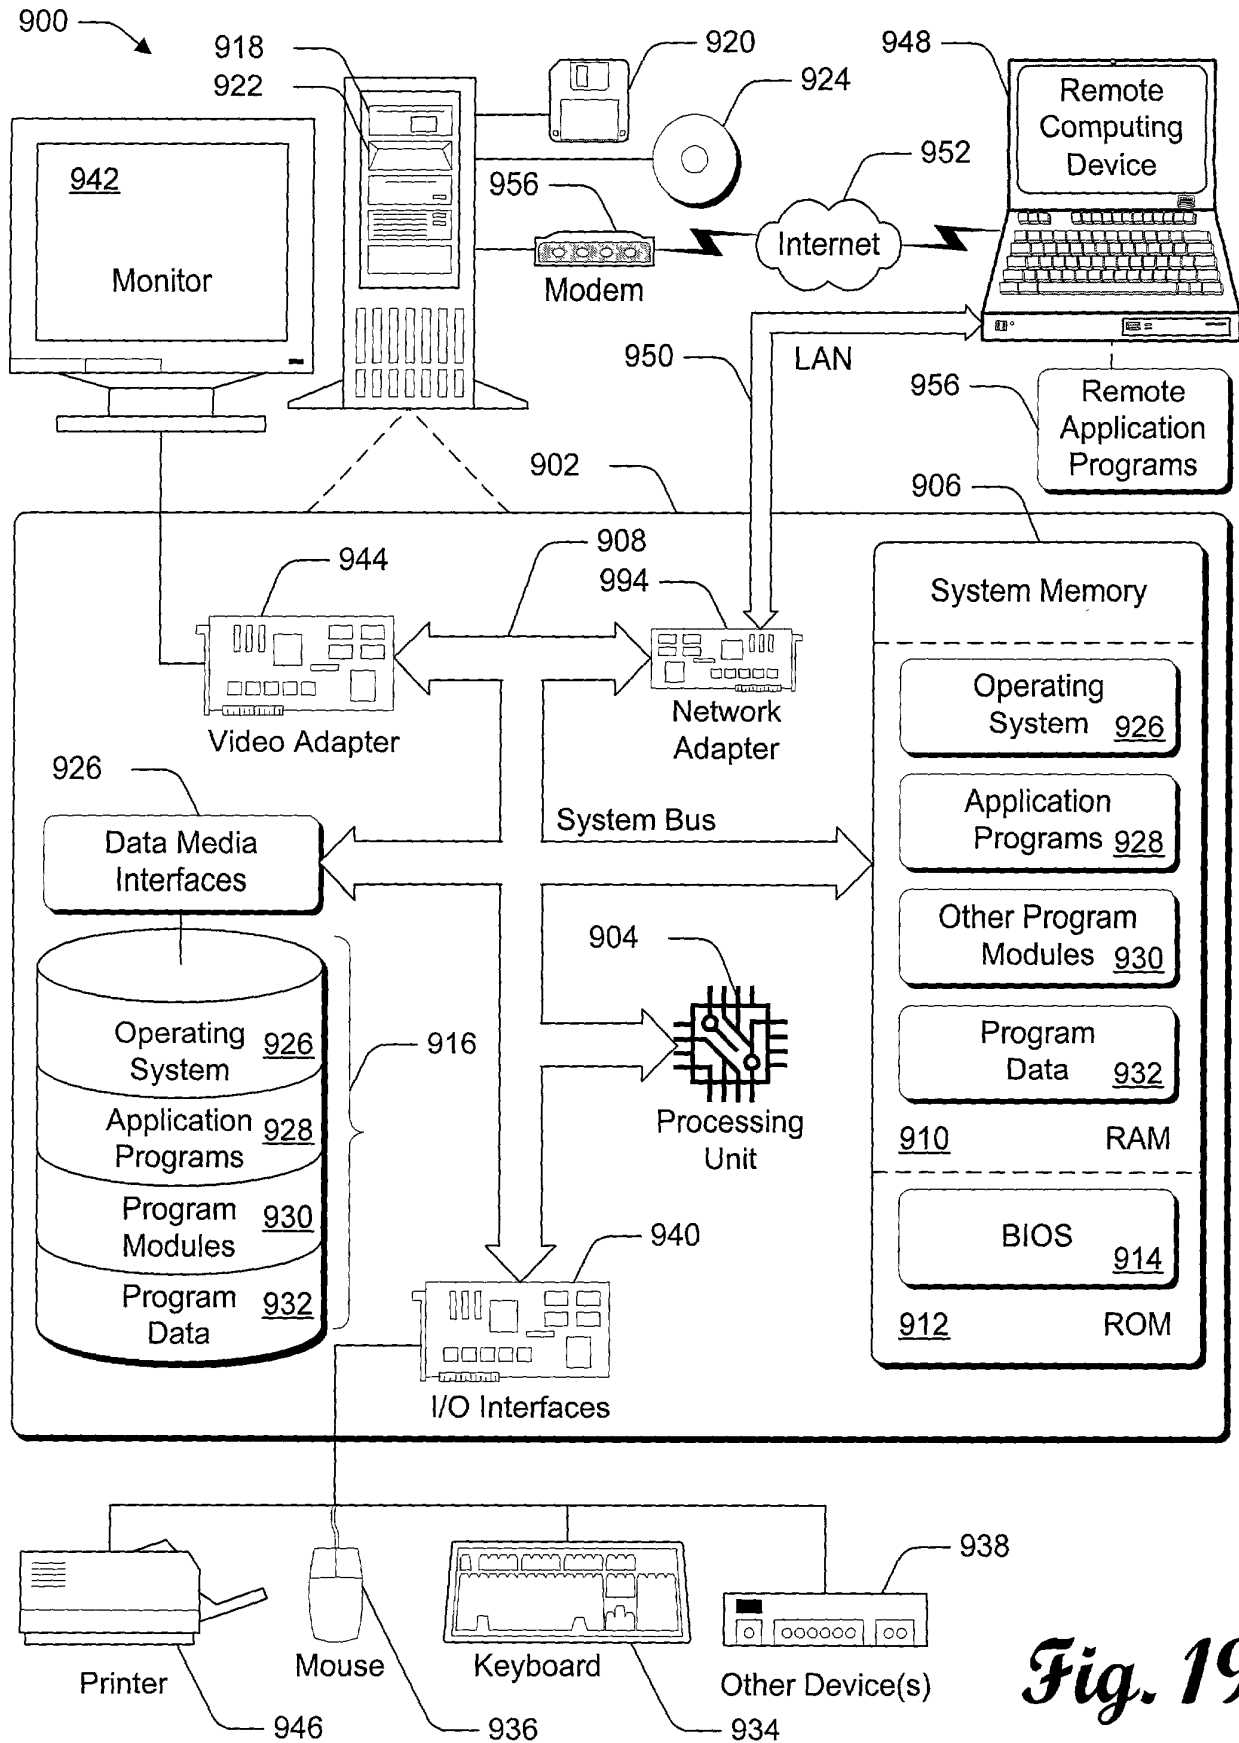 900
918
922
920
924
948
Remote
Computing
Device
942
Monitor
956
Modem
952
Internet
950
LAN
956
Remote
Application
Programs
902
906
908
944
994
Video Adapter
Network
Adapter
System Memory
Operating
System 926
Application
Programs 928
Other Program
Modules 930
Program
Data 932
910 RAM
BIOS
914
912 ROM
926
Data Media
Interfaces
System Bus
904
Processing
Unit
Operating
System 926
Application
Programs 928
Program
Modules 930
Program
Data 932
916
940
I/O Interfaces
Printer
946
Mouse
936
Keyboard
934
938
Other Device(s)
Fig. 19